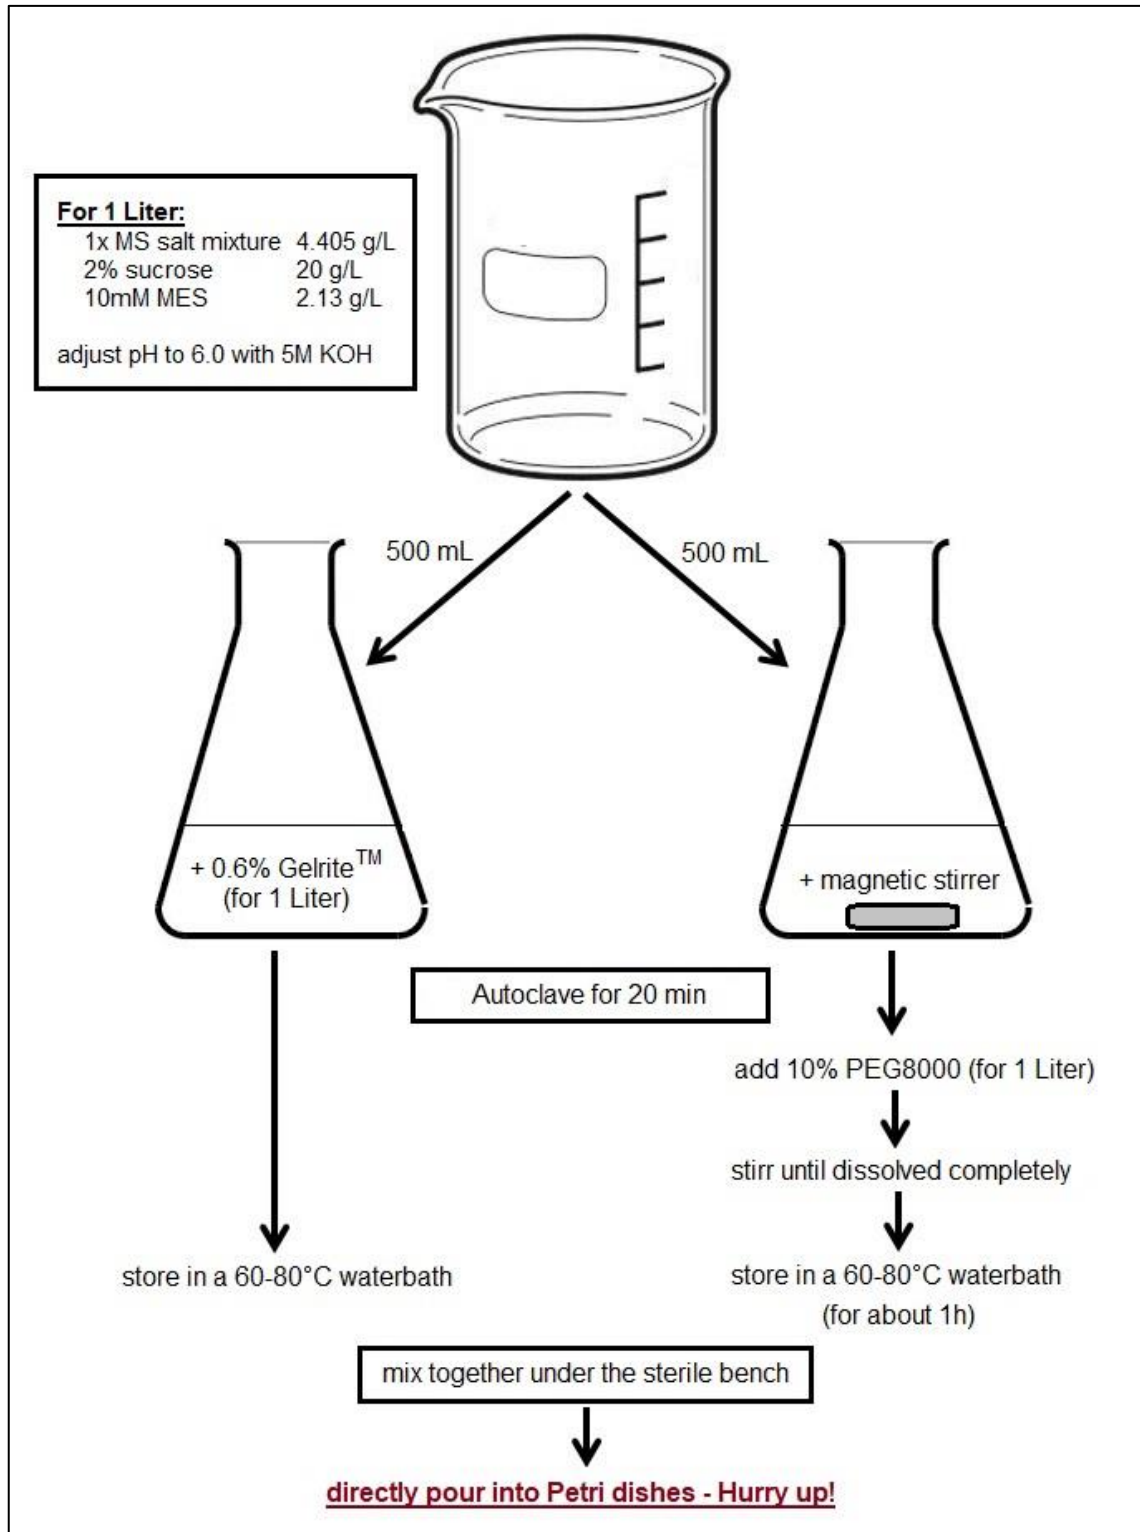 For 1 Liter:
1x MS salt mixture 4.405 g/L
2% sucrose 20 g/L
10mM MES 2.13 g/L
adjust pH to 6.0 with 5M KOH
500 mL
500 mL
+ 0.6% Gelrite™
(for 1 Liter)
+ magnetic stirrer
Autoclave for 20 min
add 10% PEG8000 (for 1 Liter)
stirr until dissolved completely
store in a 60-80°C waterbath
store in a 60-80°C waterbath
(for about 1h)
mix together under the sterile bench
directly pour into Petri dishes - Hurry up!